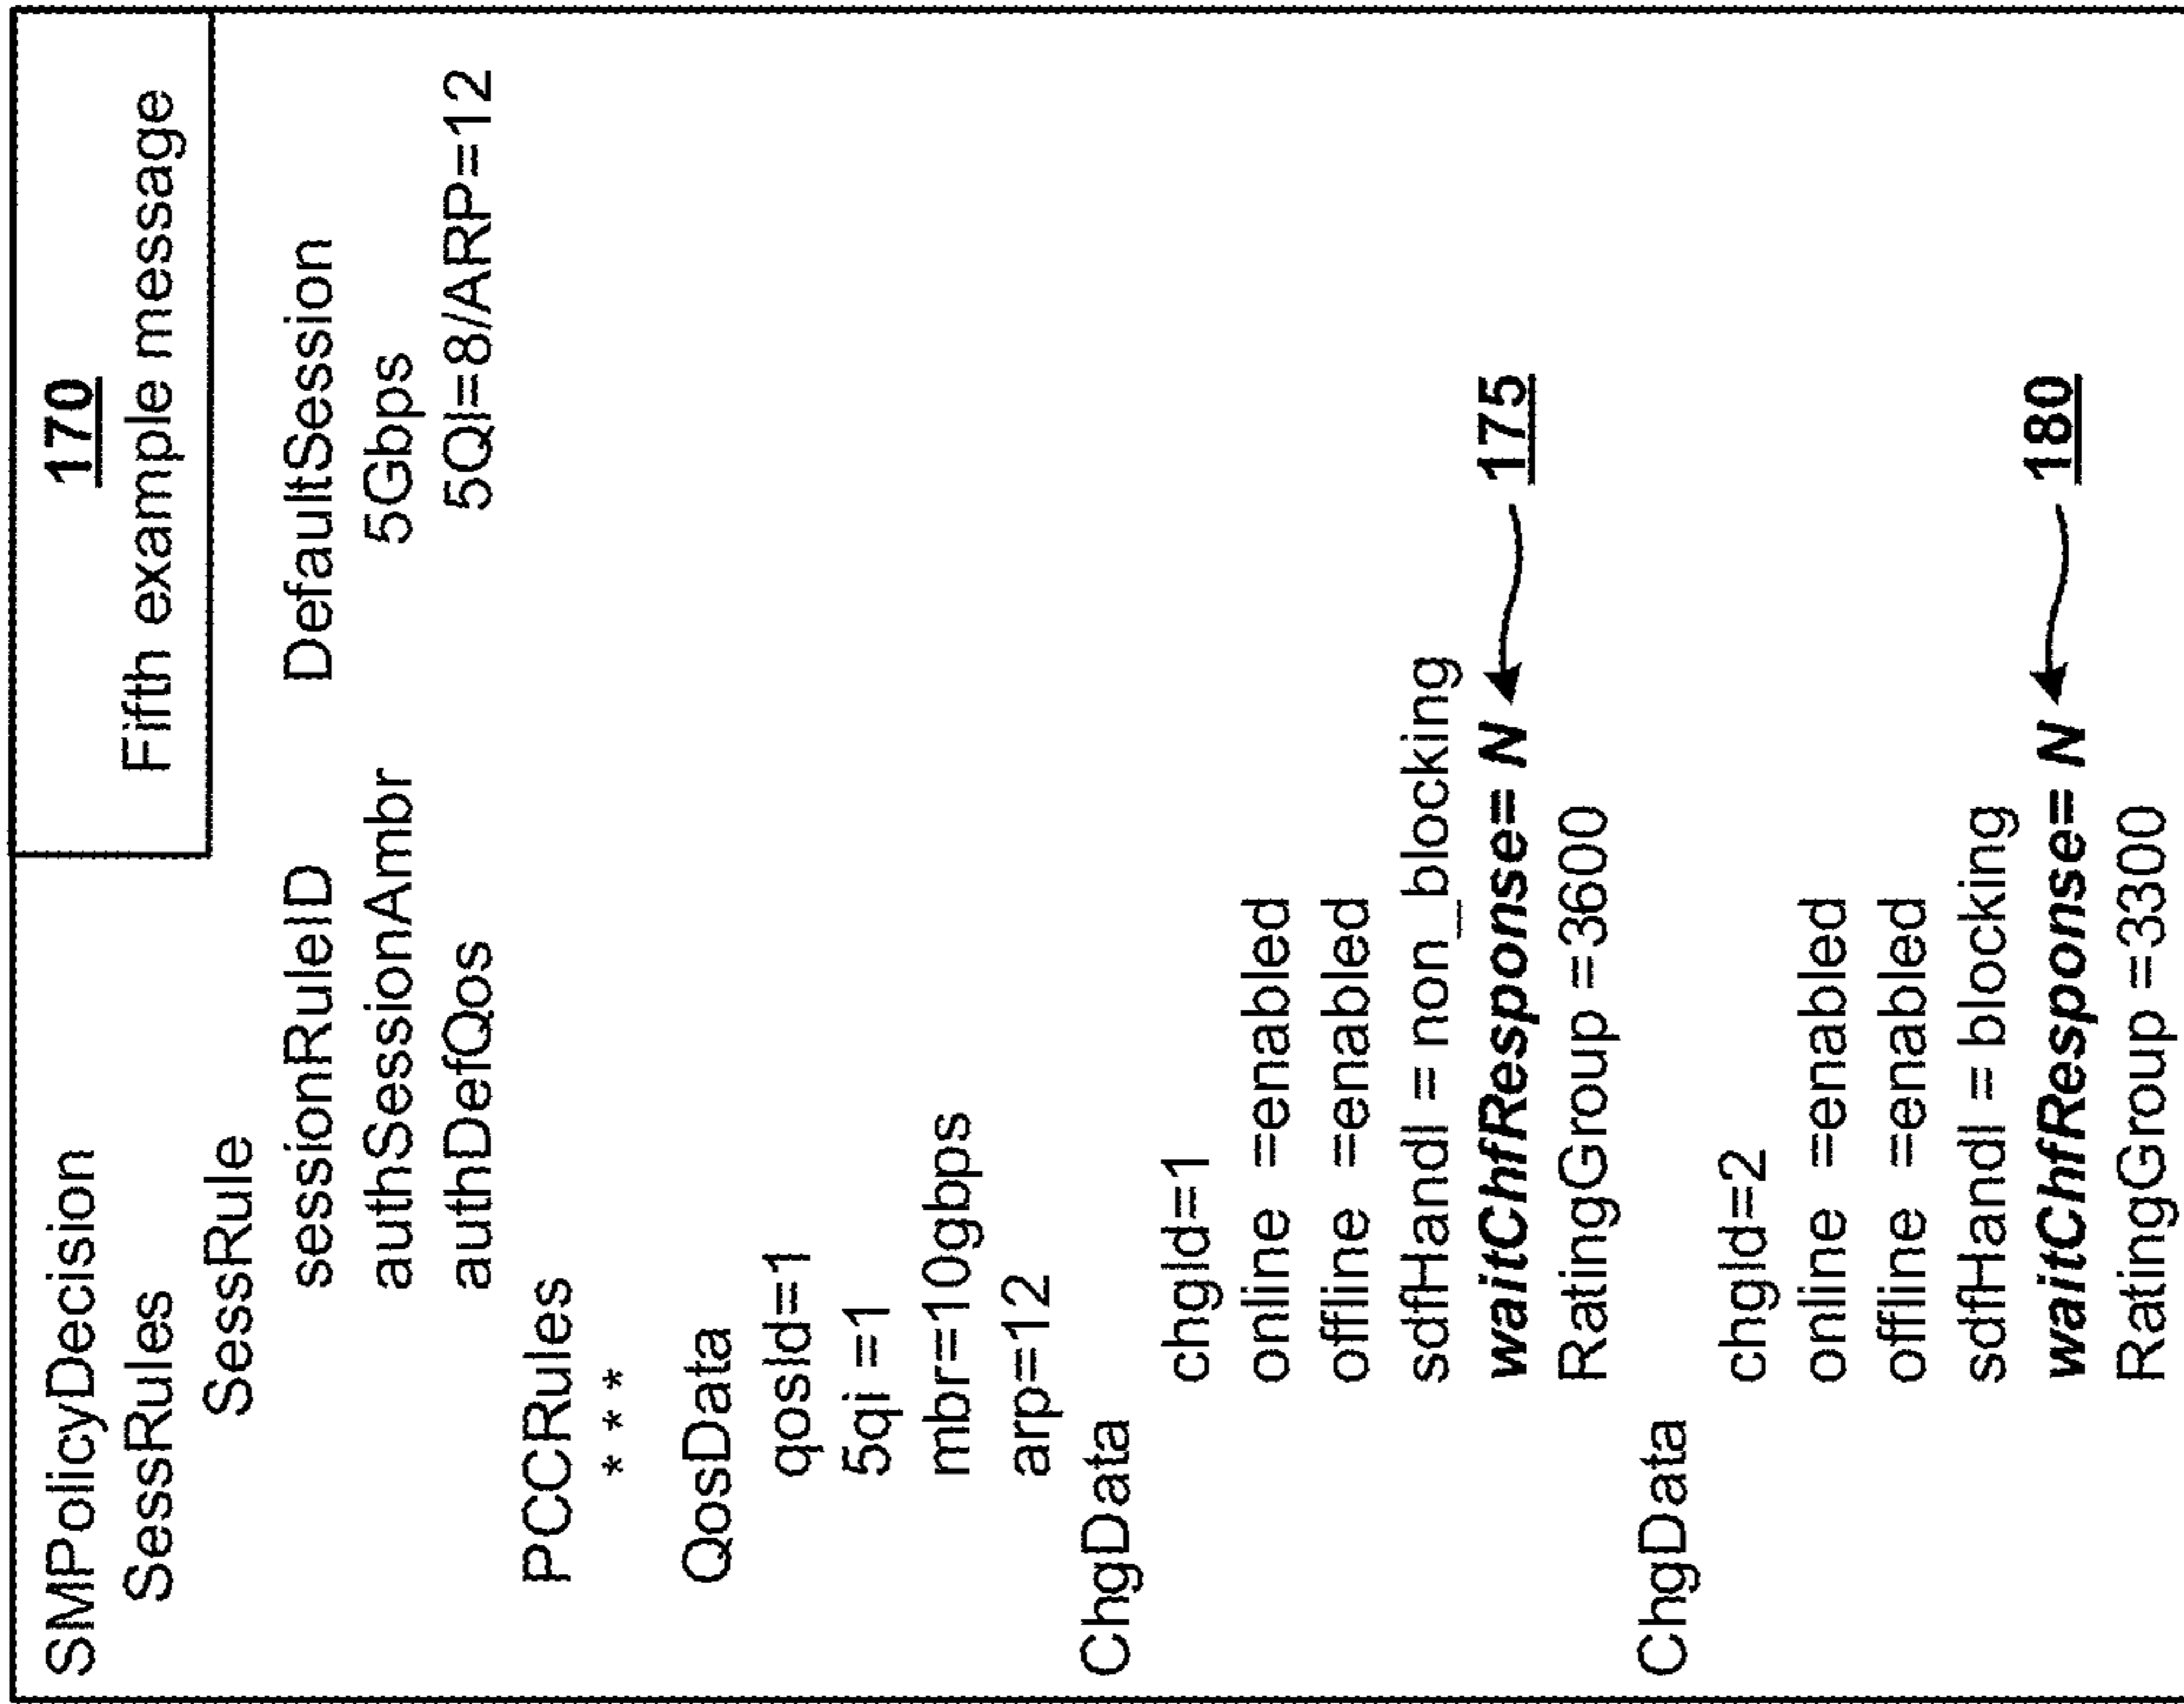 170
Fifth example message
SMPolicyDecision
SessRules
SessRule
sessionRuleID DefaultSession
authSessionAmbr 5Gbps
authDefQos 5QI=8/ARP=12
PCCRules
* * *
QosData
qosId=1
5qi =1
mbr=10gbps
arp=12
ChgData
chgId=1
online =enabled
offline =enabled
sdfHandl = non_blocking
waitChfResponse= N 175
RatingGroup =3600
ChgData
chgId=2
online =enabled
offline =enabled
sdfHandl = blocking
waitChfResponse= N 180
RatingGroup =3300